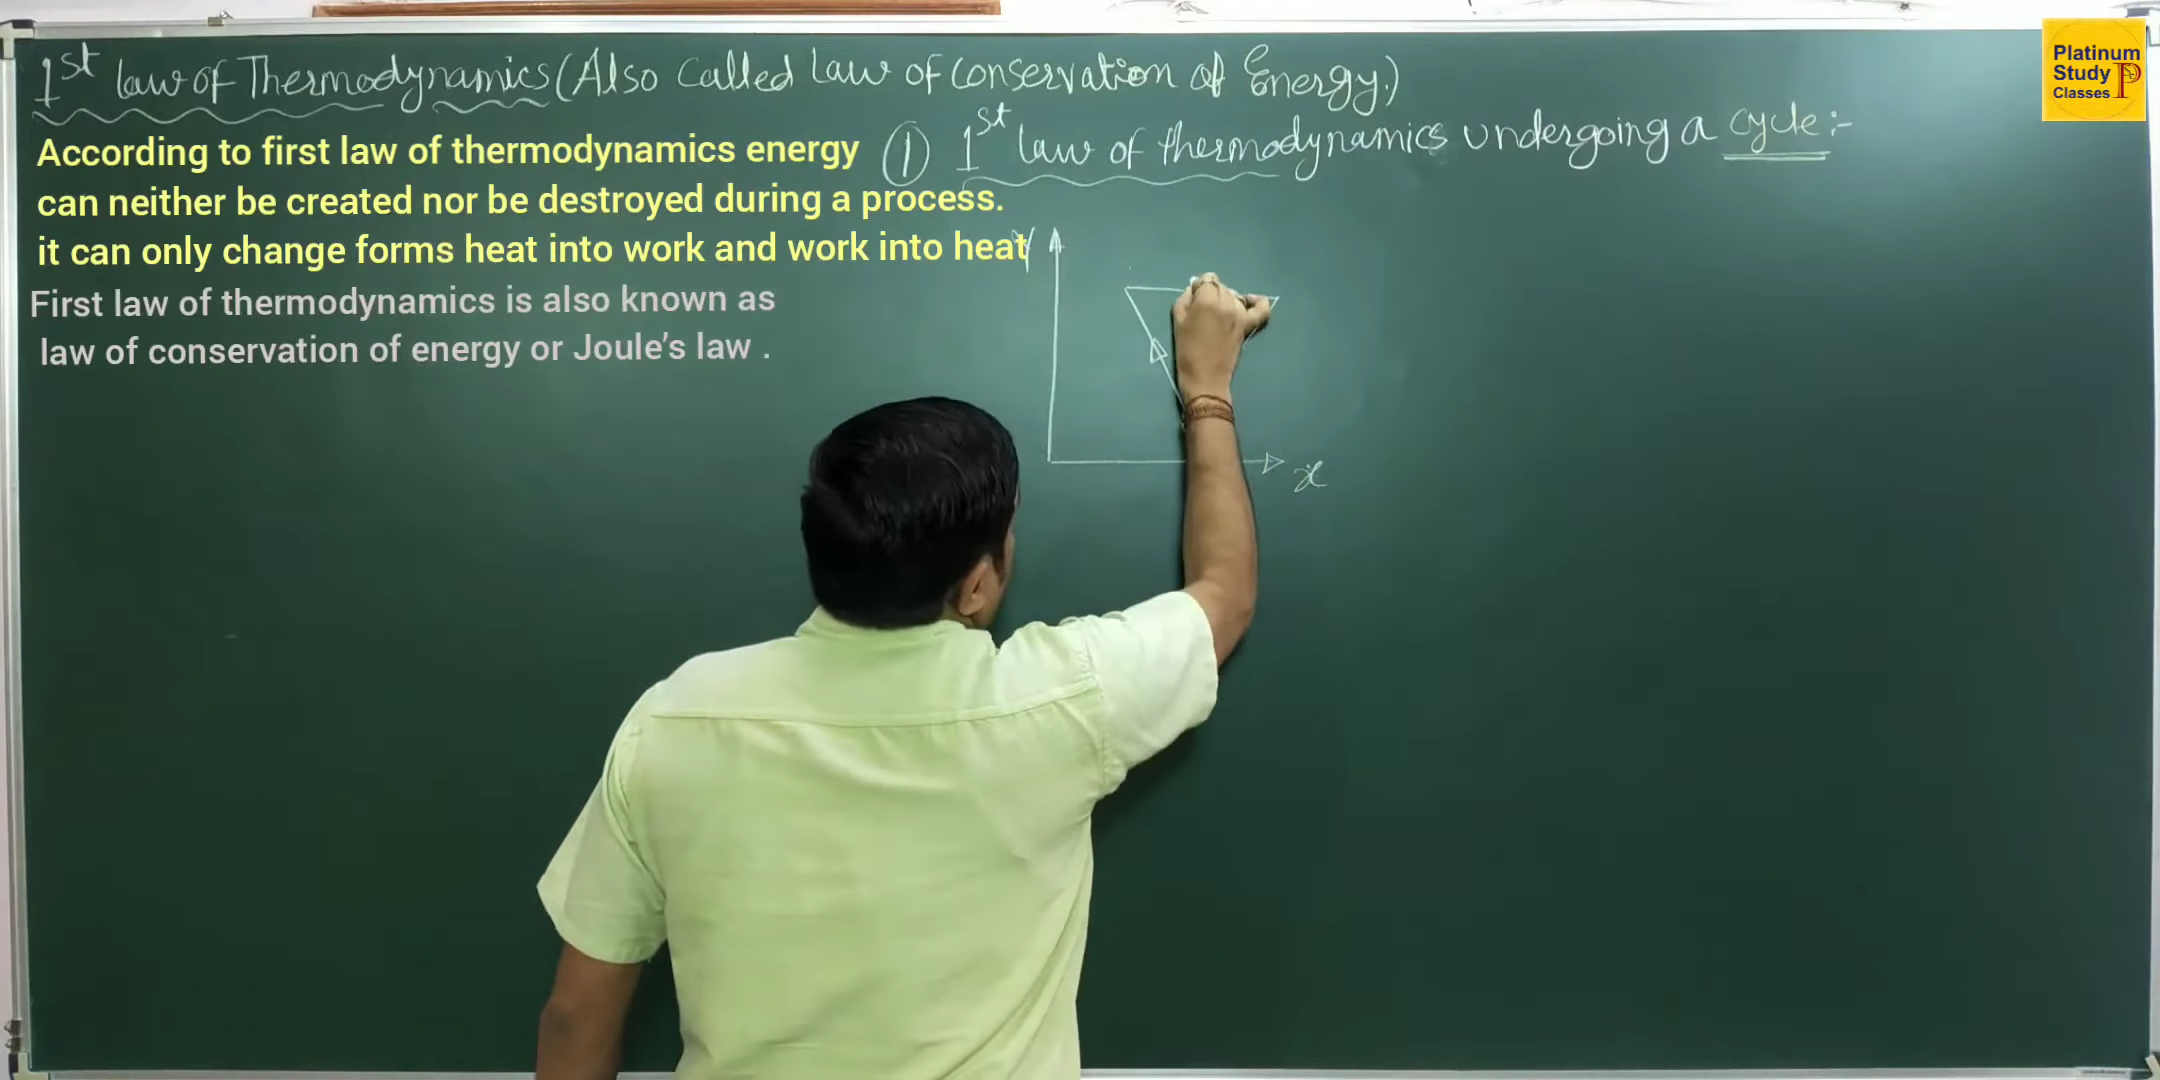 1st law of Thermodynamics (Also Called law of Conservation of Energy.)
According to first law of thermodynamics energy
can neither be created nor be destroyed during a process.
it can only change forms heat into work and work into heat
First law of thermodynamics is also known as
law of conservation of energy or Joule's law .
① 1st law of thermodynamics undergoing a cycle:-
Y
x
Platinum
Study
Classes
P